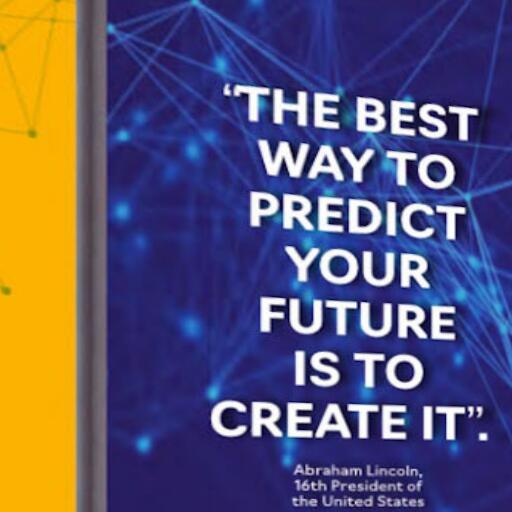 “THE BEST
WAY TO
PREDICT
YOUR
FUTURE
IS TO
CREATE IT”.
Abraham Lincoln,
16th President of
the United States